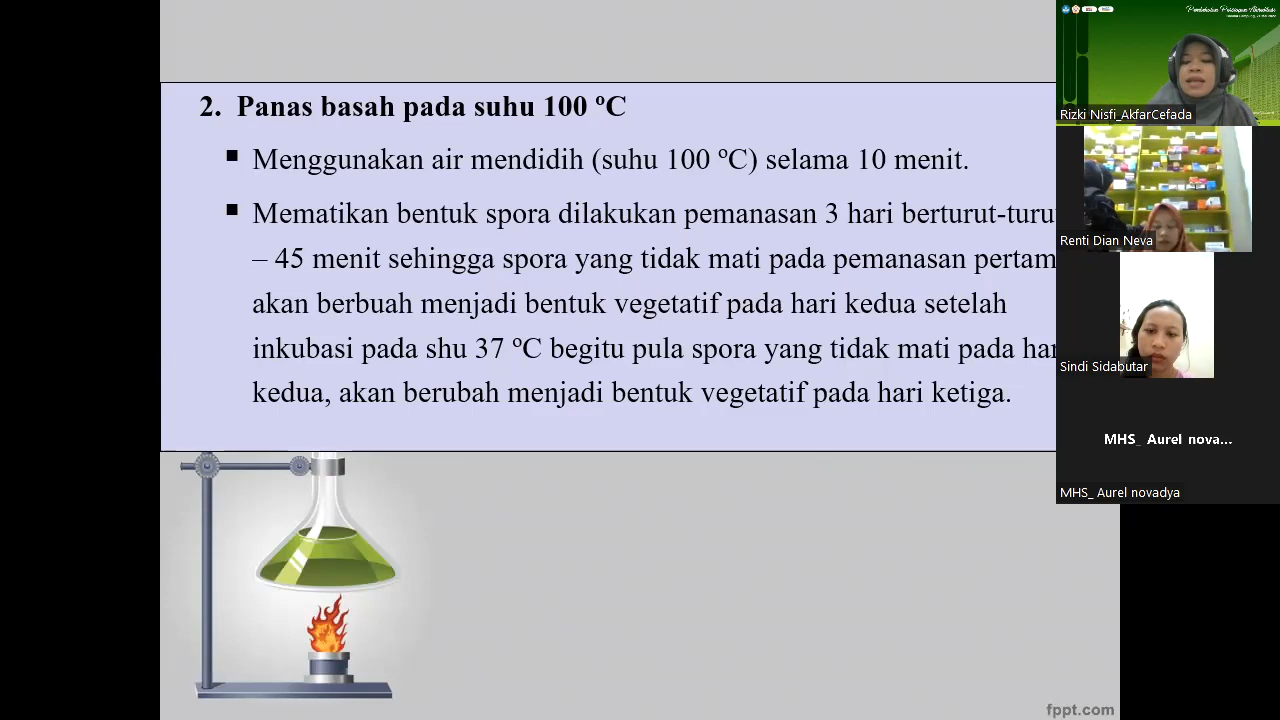 2. Panas basah pada suhu 100 ºC
▪ Menggunakan air mendidih (suhu 100 ºC) selama 10 menit.
▪ Mematikan bentuk spora dilakukan pemanasan 3 hari berturut-turu
– 45 menit sehingga spora yang tidak mati pada pemanasan pertam
akan berbuah menjadi bentuk vegetatif pada hari kedua setelah
inkubasi pada shu 37 ºC begitu pula spora yang tidak mati pada har
kedua, akan berubah menjadi bentuk vegetatif pada hari ketiga.
fppt.com
Rizki Nisfi_AkfarCefada
Renti Dian Neva
Sindi Sidabutar
MHS_ Aurel nova...
MHS_ Aurel novadya